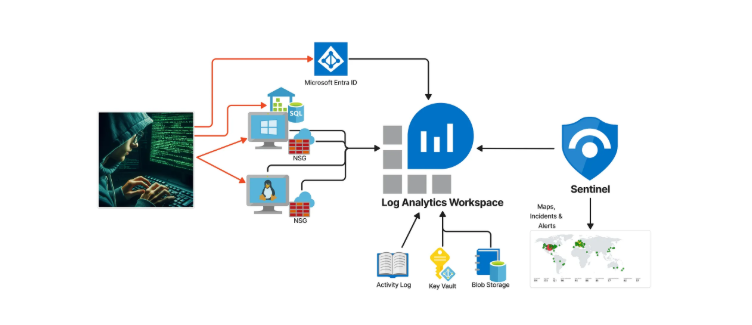 Microsoft Entra ID
SQL
NSG
NSG
Log Analytics Workspace
Sentinel
Maps,
Incidents &
Alerts
Activity Log
Key Vault
Blob Storage